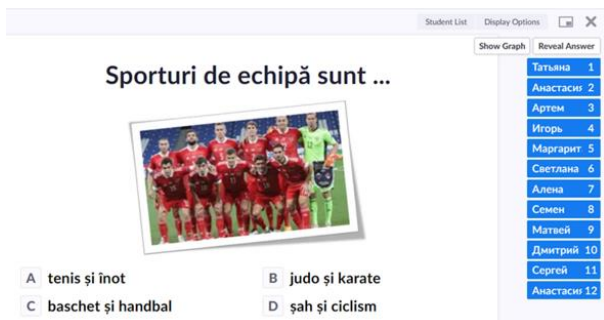 Student List Display Options
Show Graph Reveal Answer
Sporturi de echipă sunt ...
Татьяна 1
Анастасия 2
Артем 3
Игорь 4
Маргарит 5
Светлана 6
Алена 7
Семен 8
Матвей 9
Дмитрий 10
Сергей 11
Анастасия 12
A tenis și înot
B judo și karate
C baschet și handbal
D șah și ciclism